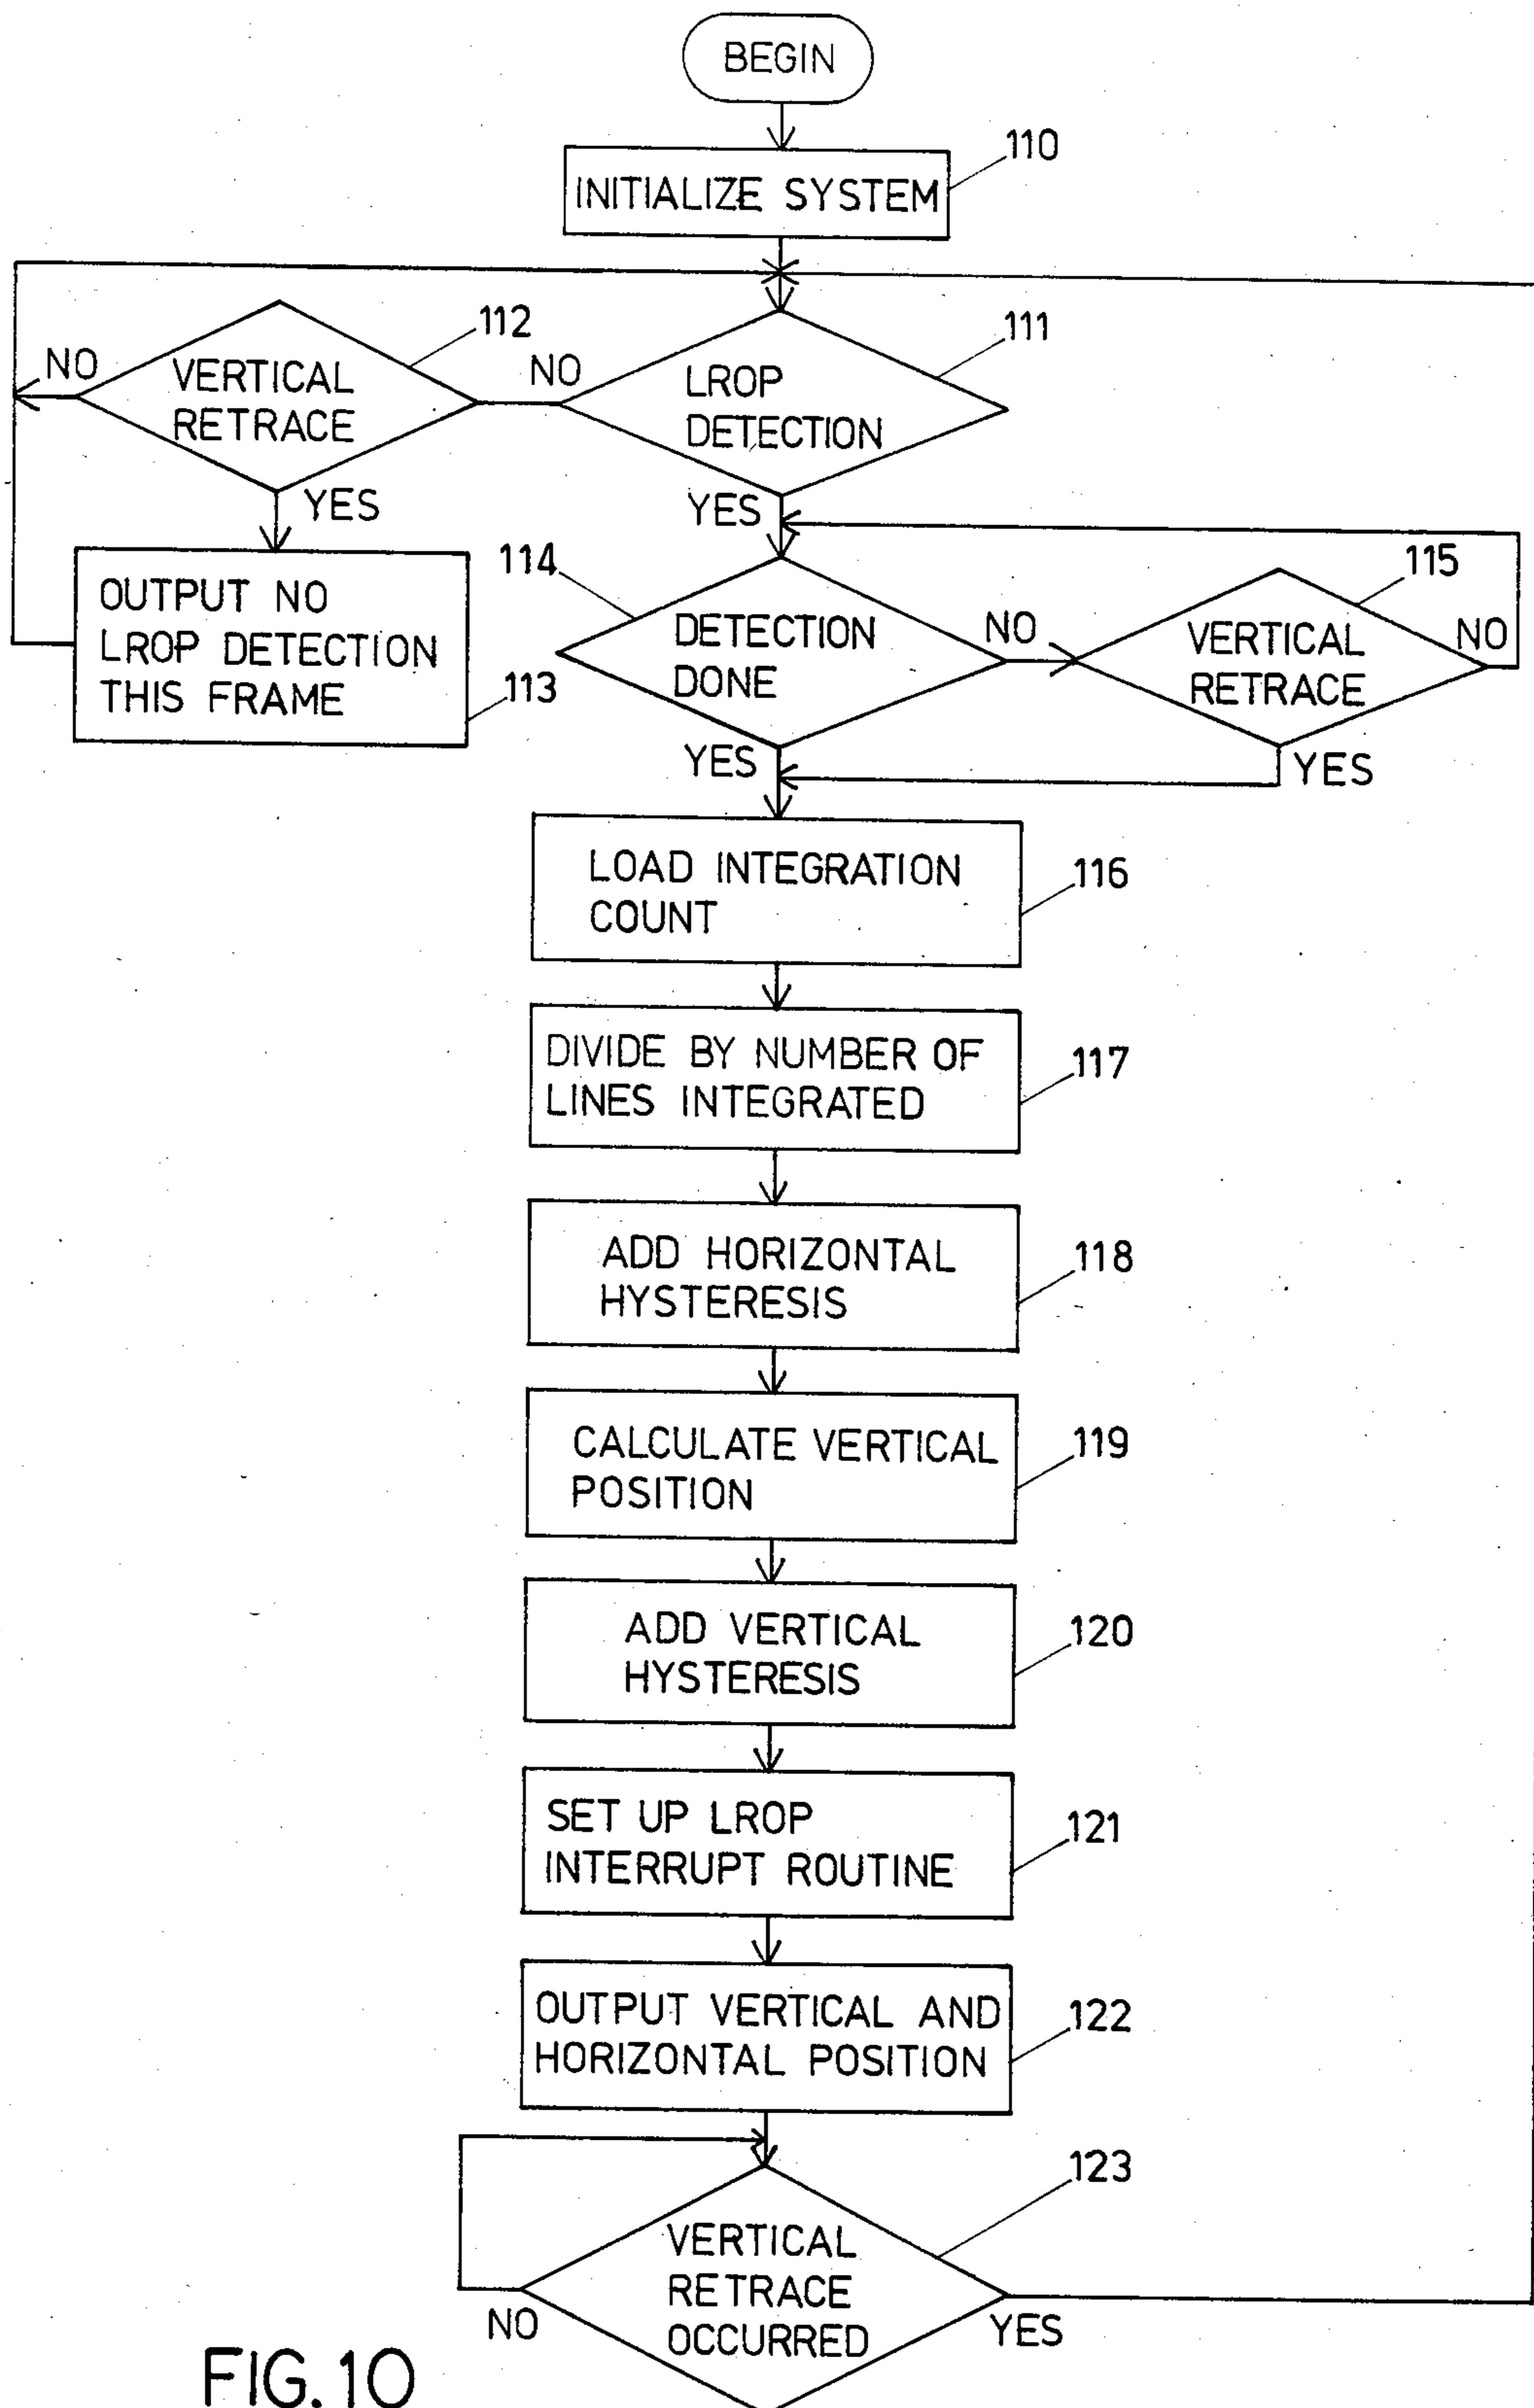 BEGIN
INITIALIZE SYSTEM
110
111
112
NO
VERTICAL
RETRACE
NO
LROP
DETECTION
YES
YES
OUTPUT NO
LROP DETECTION
THIS FRAME
113
114
DETECTION
DONE
NO
115
VERTICAL
RETRACE
NO
YES
YES
LOAD INTEGRATION
COUNT
116
DIVIDE BY NUMBER OF
LINES INTEGRATED
117
ADD HORIZONTAL
HYSTERESIS
118
CALCULATE VERTICAL
POSITION
119
ADD VERTICAL
HYSTERESIS
120
SET UP LROP
INTERRUPT ROUTINE
121
OUTPUT VERTICAL AND
HORIZONTAL POSITION
122
123
VERTICAL
RETRACE
OCCURRED
NO
YES
FIG.10